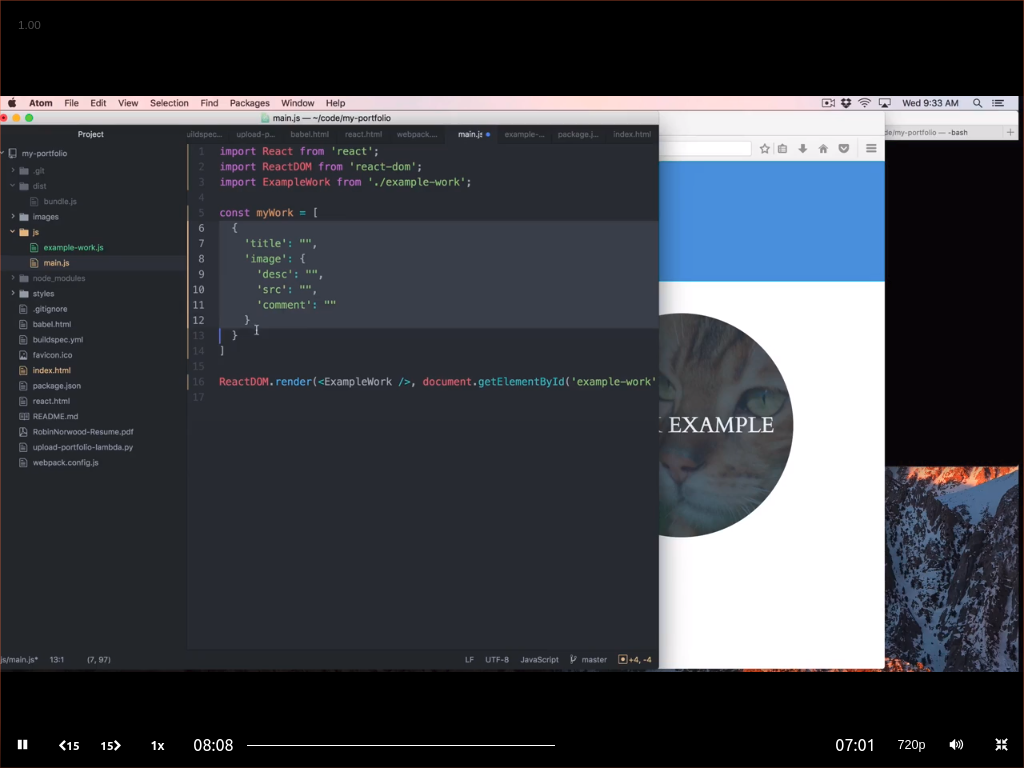 1.00
Atom File Edit View Selection Find Packages Window Help Wed 9:33 AM
main.js — ~/code/my-portfolio
de/my-portfolio — -bash
Project
uildspec... upload-p... babel.html react.html webpack... main.js example-... package.j... index.html
my-portfolio
.git
dist
bundle.js
images
js
example-work.js
main.js
node_modules
styles
.gitignore
babel.html
buildspec.yml
favicon.ico
index.html
package.json
react.html
README.md
RobinNorwood-Resume.pdf
upload-portfolio-lambda.py
webpack.config.js
1 import React from 'react';
2 import ReactDOM from 'react-dom';
3 import ExampleWork from './example-work';
4
5 const myWork = [
6 {
7 'title': "",
8 'image': {
9 'desc': "",
10 'src': "",
11 'comment': ""
12 }
13 }
14 ]
15
16 ReactDOM.render(<ExampleWork />, document.getElementById('example-work'
17
EXAMPLE
js/main.js* 13:1 (7, 97) LF UTF-8 JavaScript master +4, -4
15 15 1x 08:08 07:01 720p